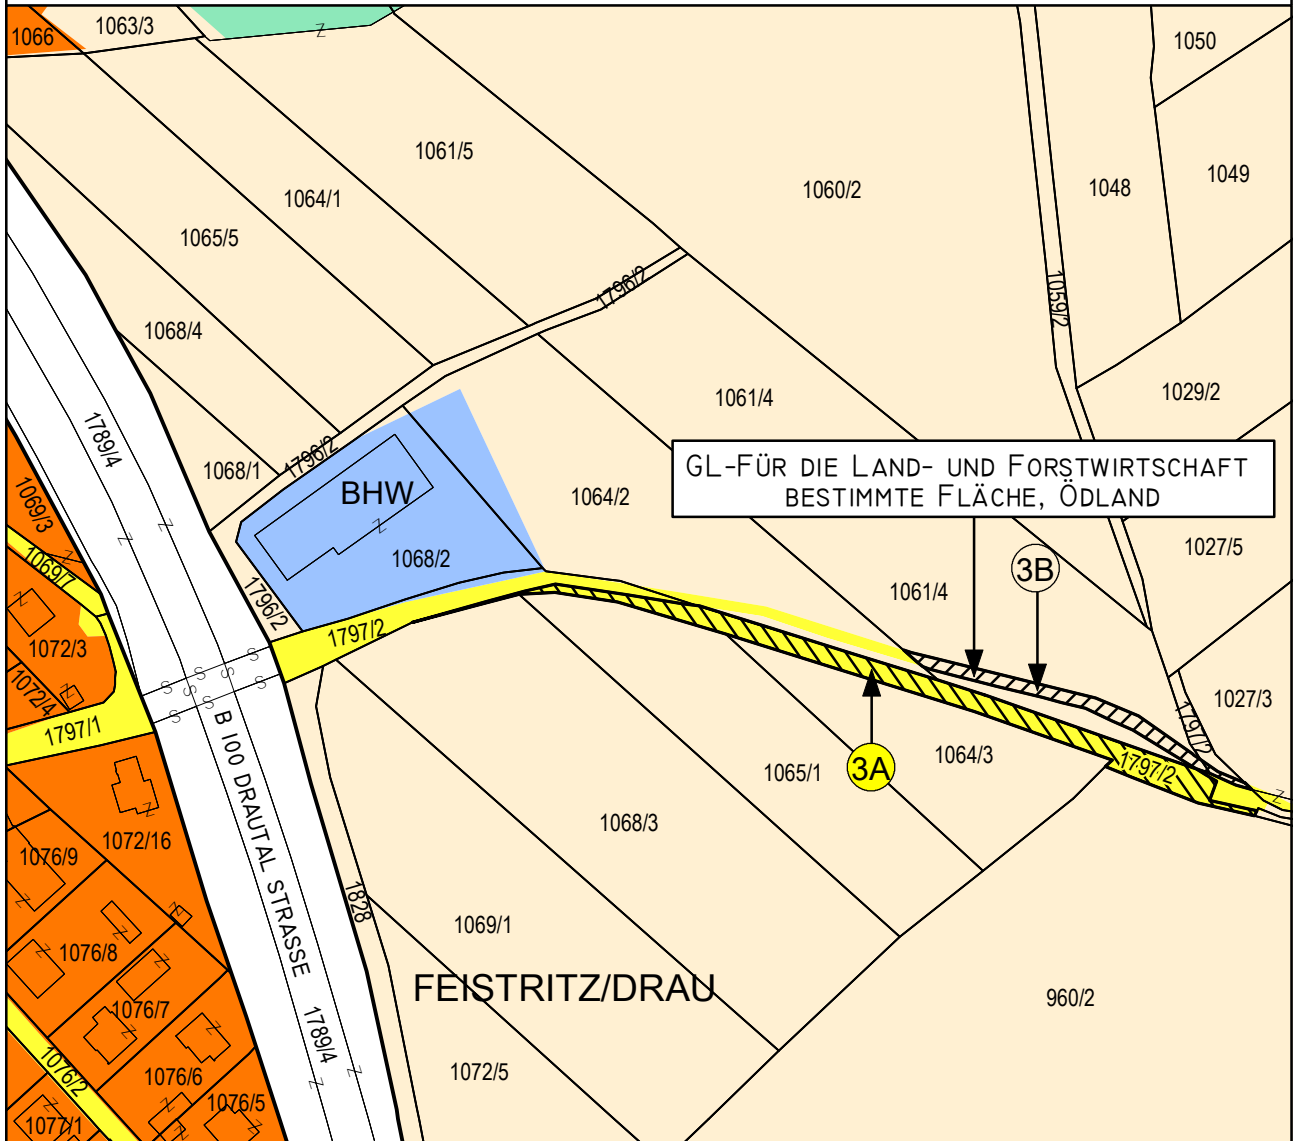 1066
1063/3
Z
1050
1061/5
1060/2
1048
1049
1064/1
1065/5
1796/2
1059/2
1068/4
1061/4
1029/2
1789/4
1068/1
1796/2
BHW
Z
1064/2
GL-FÜR DIE LAND- UND FORSTWIRTSCHAFT
BESTIMMTE FLÄCHE, ÖDLAND
1069/3
Z
Z
1068/2
1027/5
1069/7
Z
1796/2
1061/4
3B
Z
1072/3
1797/2
1072/4
Z
S
S
S
S
S
S
S
S
S
1027/3
1797/1
1797/2
3A
1065/1
1064/3
1797/2
Z
B 100 DRAUTAL STRASSE
Z
1068/3
1072/16
1076/9
Z
1828
1069/1
Z
Z
1076/8
Z
Z
FEISTRITZ/DRAU
960/2
1076/7
Z
Z
1789/4
Z
1076/2
1076/6
Z
Z
1072/5
1076/5
Z
Z
Z
1077/1